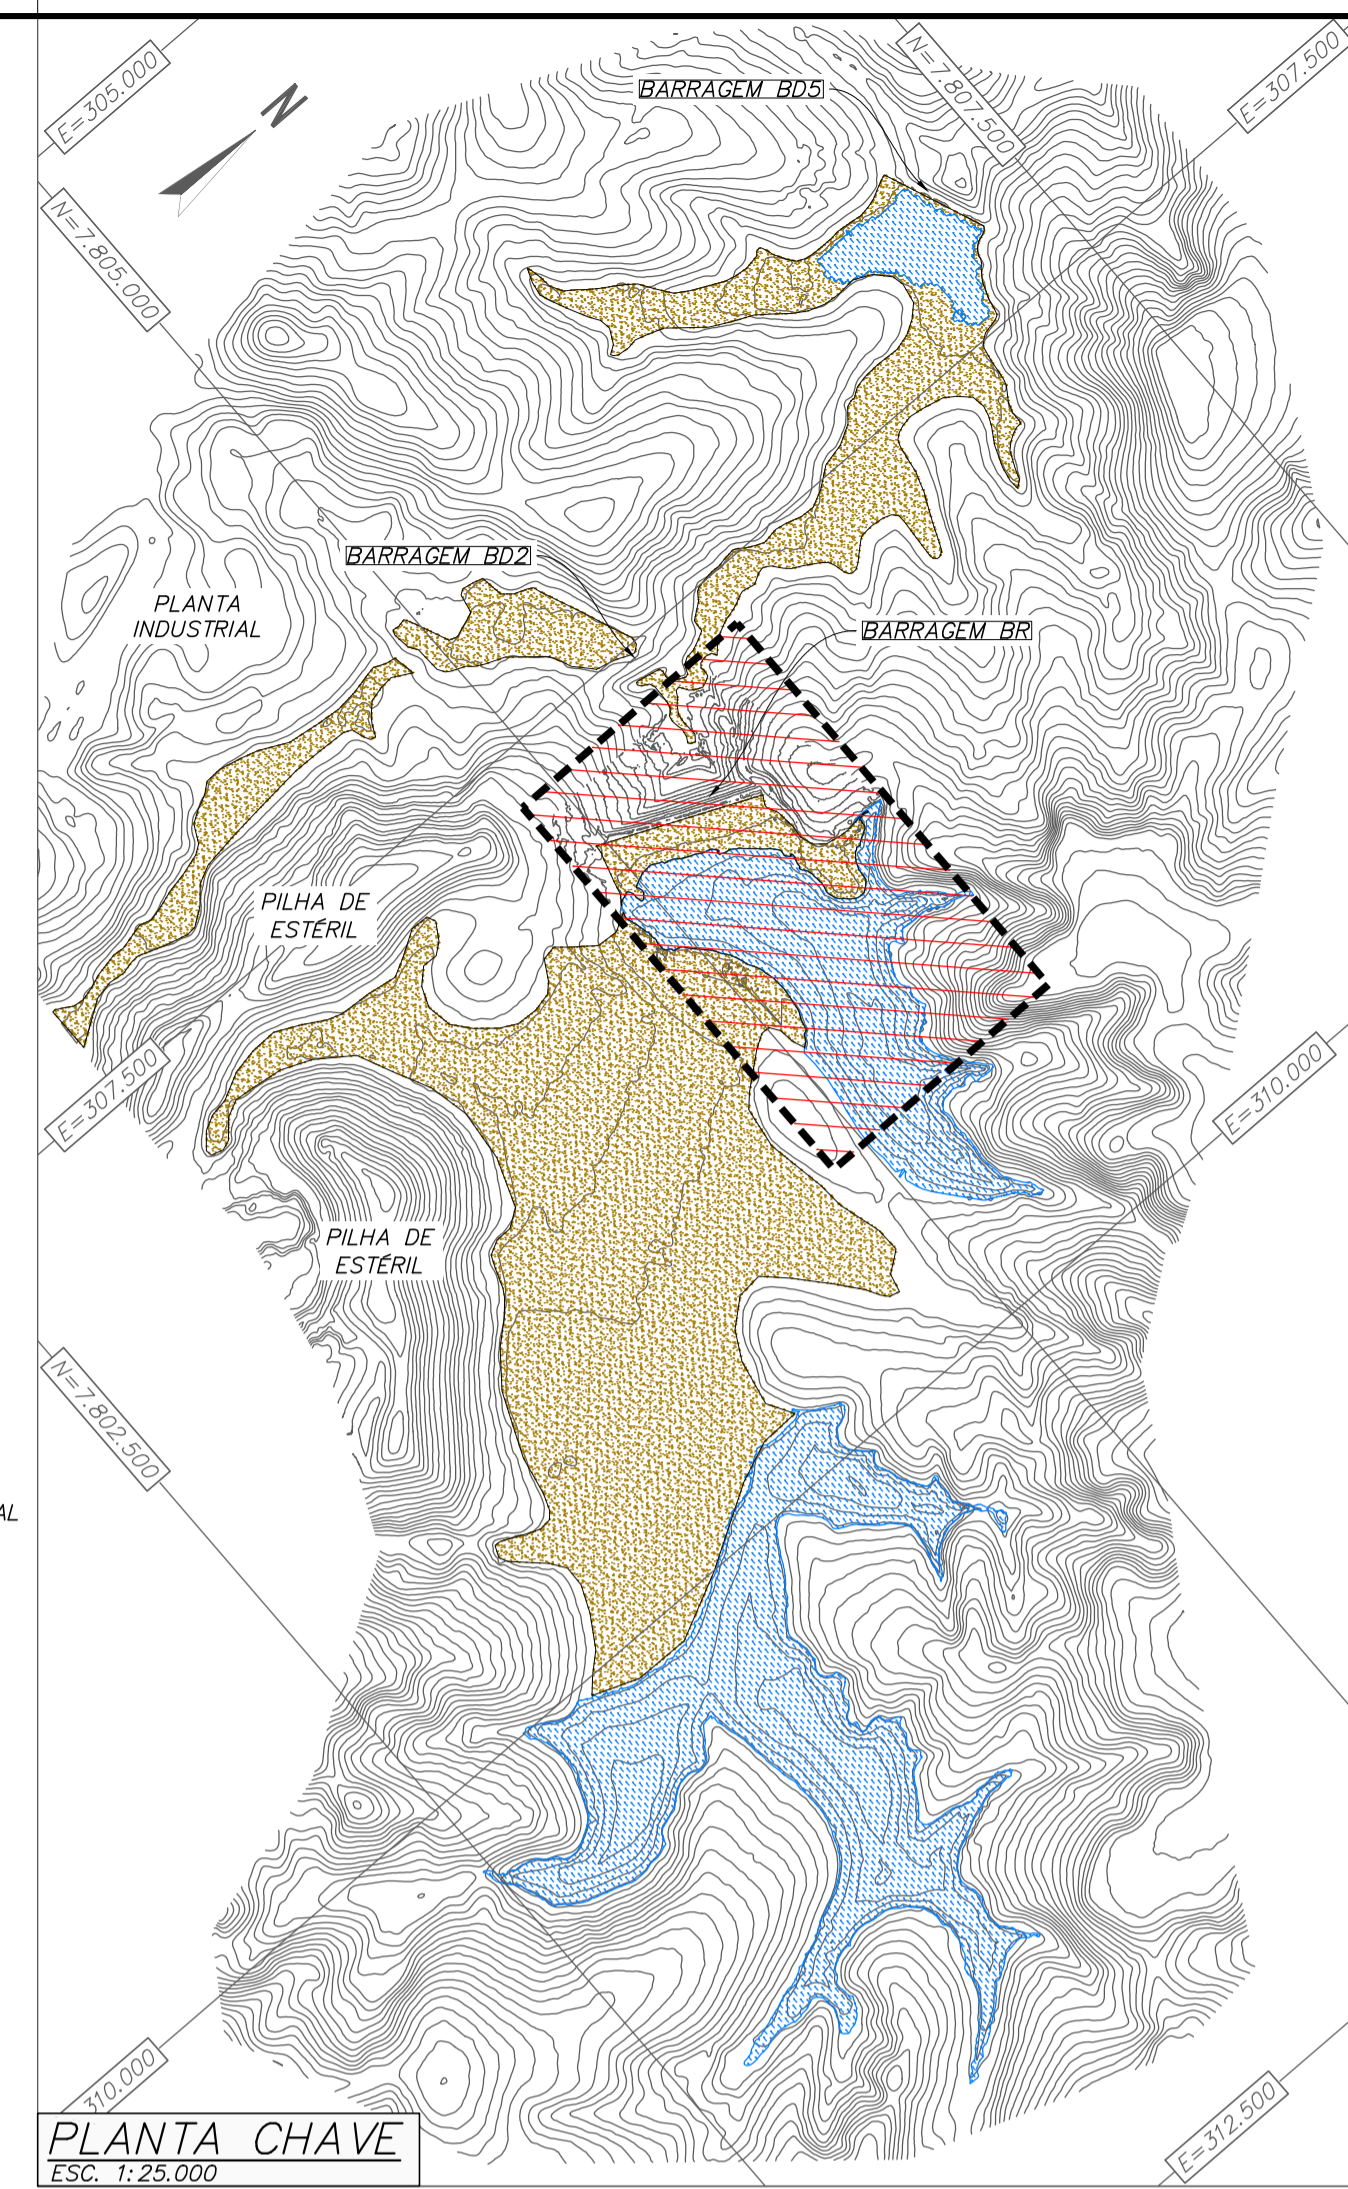 E=305.000
N
BARRAGEM BD5
N=7.807.500
E=307.500
N=7.805.000
BARRAGEM BD2
PLANTA
INDUSTRIAL
BARRAGEM BR
PILHA DE
ESTÉRIL
E=307.500
E=310.000
PILHA DE
ESTÉRIL
N=7.802.500
AL
310.000
E=312.500
PLANTA CHAVE
ESC. 1:25.000